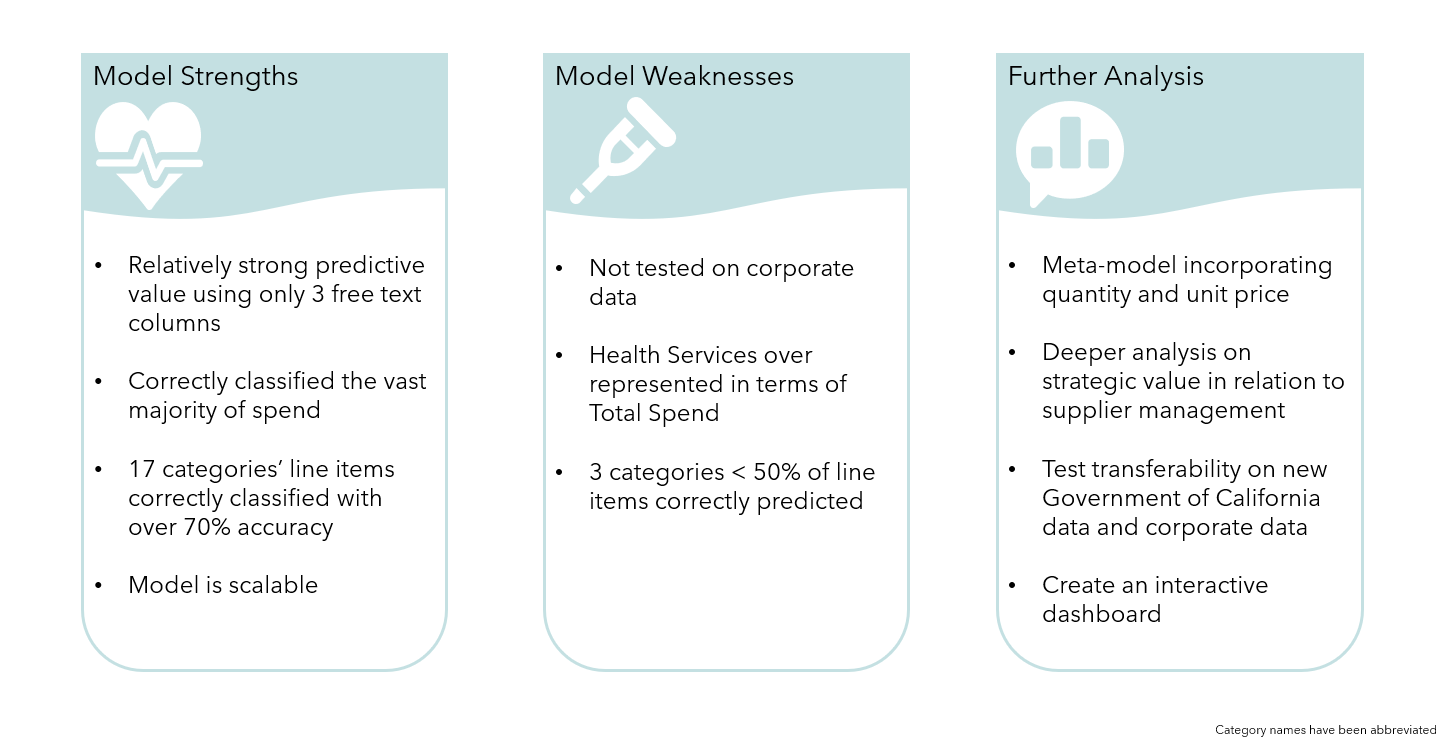 Model Strengths
• Relatively strong predictive
value using only 3 free text
columns
• Correctly classified the vast
majority of spend
• 17 categories’ line items
correctly classified with
over 70% accuracy
• Model is scalable
Model Weaknesses
• Not tested on corporate
data
• Health Services over
represented in terms of
Total Spend
• 3 categories < 50% of line
items correctly predicted
Further Analysis
• Meta-model incorporating
quantity and unit price
• Deeper analysis on
strategic value in relation to
supplier management
• Test transferability on new
Government of California
data and corporate data
• Create an interactive
dashboard
Category names have been abbreviated